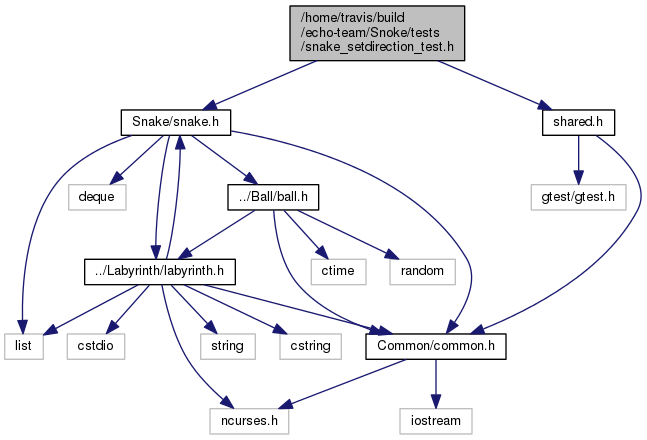 /home/travis/build
/echo-team/Snoke/tests
/snake_setdirection_test.h
Snake/snake.h
shared.h
deque
../Ball/ball.h
gtest/gtest.h
../Labyrinth/labyrinth.h
ctime
random
list
cstdio
string
cstring
Common/common.h
ncurses.h
iostream